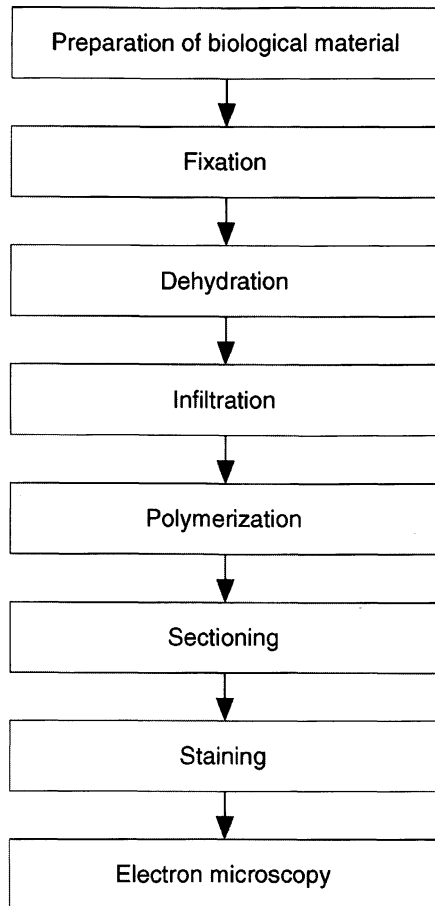 Preparation of biological material
Fixation
Dehydration
Infiltration
Polymerization
Sectioning
Staining
Electron microscopy